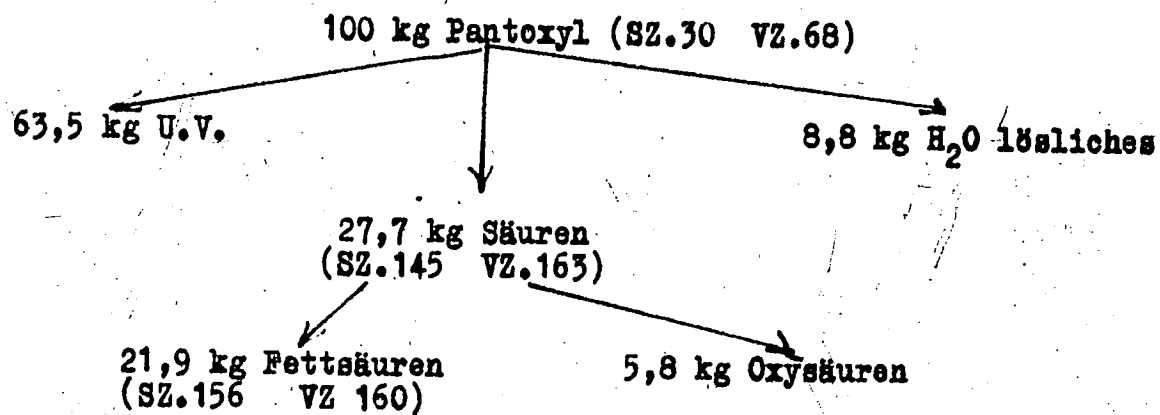 100 kg Pantoxyl (SZ.30 VZ.68)
63,5 kg U.V.
8,8 kg H₂O lösliches
27,7 kg Säuren
(SZ.145 VZ.163)
21,9 kg Fettsäuren
(SZ.156 VZ 160)
5,8 kg Oxysäuren